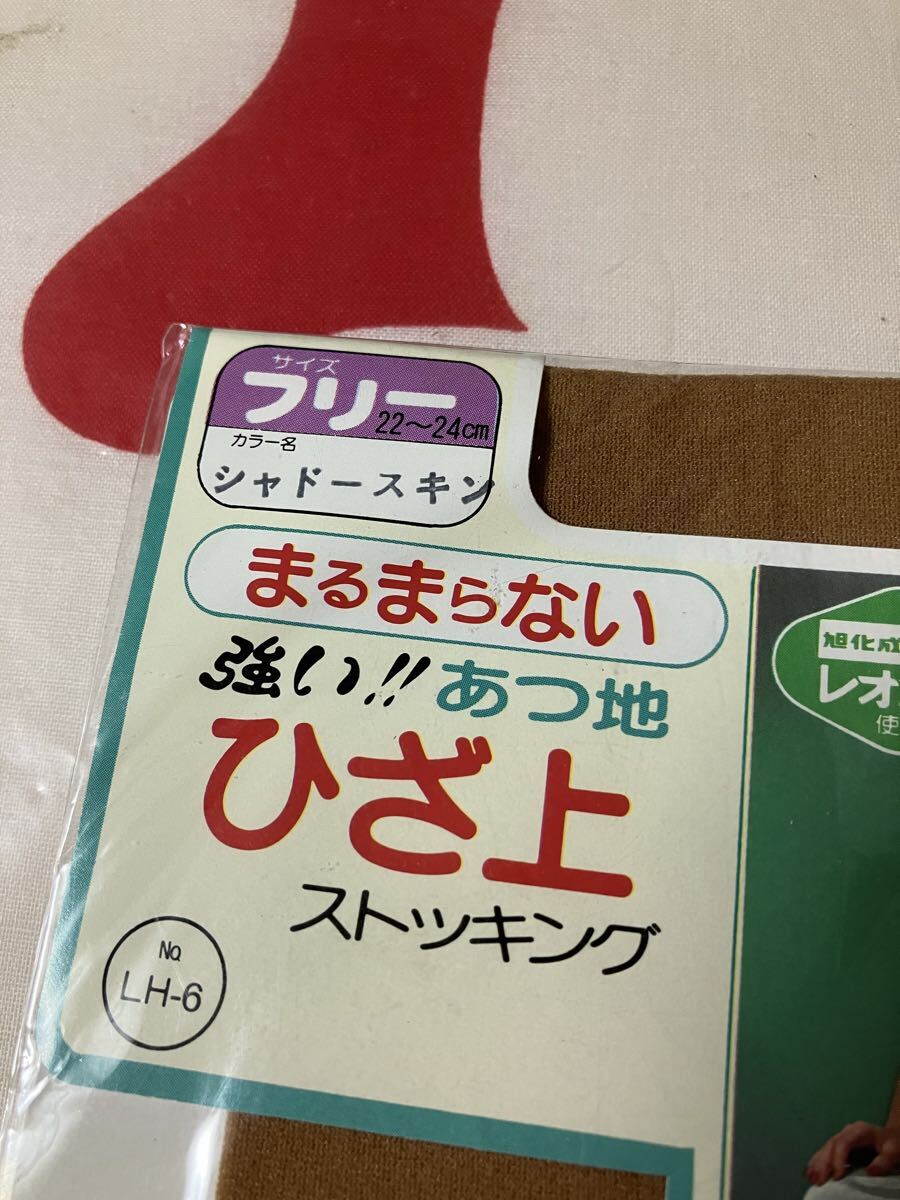 サイズ
フリー
22～24cm
カラー名
シャドースキン
まるまらない
強い!!あつ地
ひざ上
ストッキング
No.
LH-6
旭化成
レオ
使